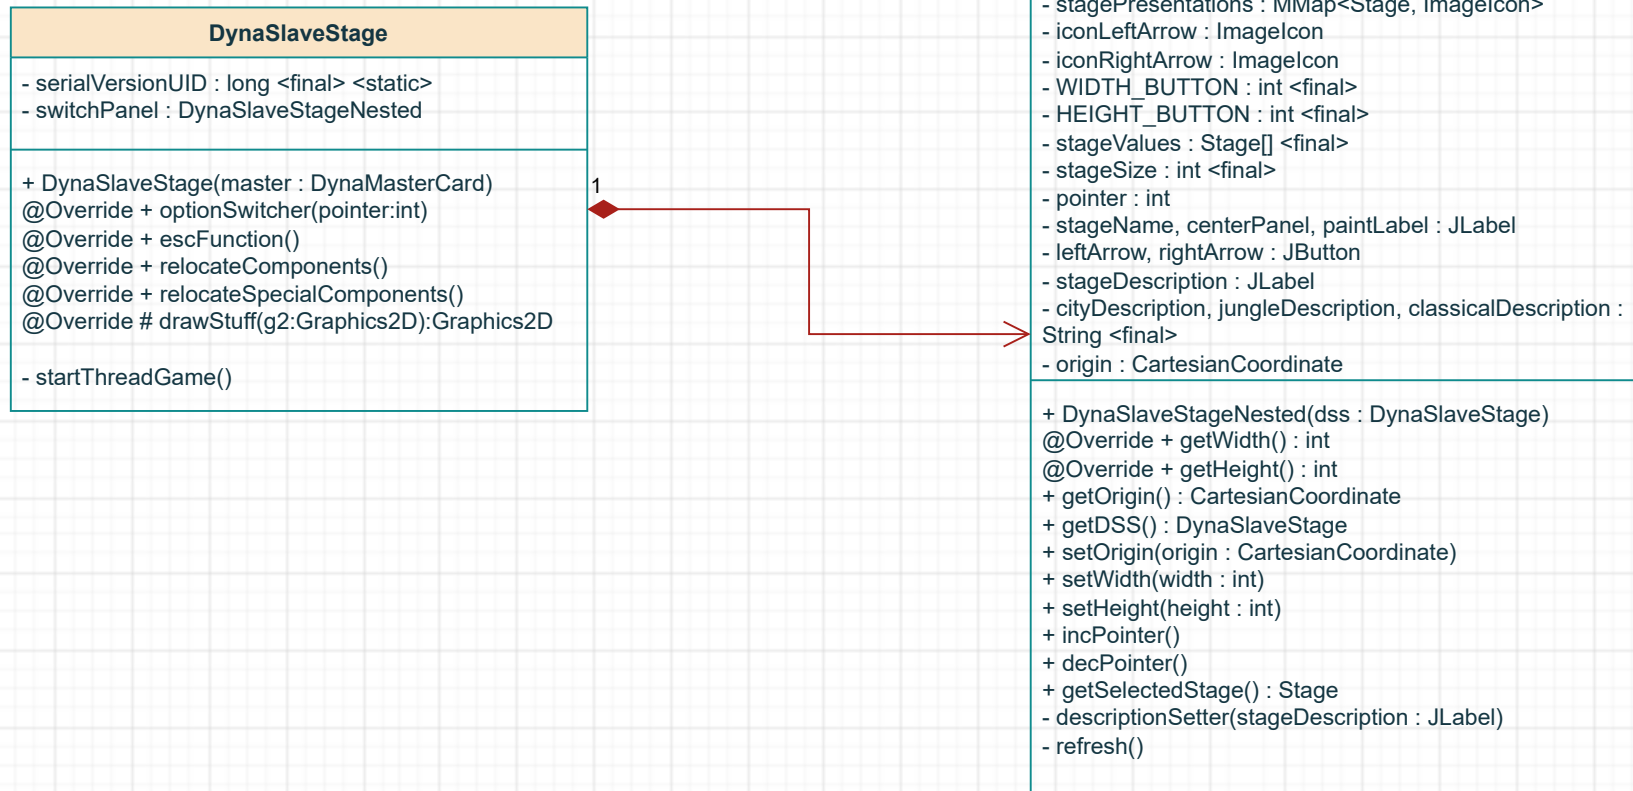 DynaSlaveStage
- serialVersionUID : long <final> <static>
- switchPanel : DynaSlaveStageNested
+ DynaSlaveStage(master : DynaMasterCard)
@Override + optionSwitcher(pointer:int)
@Override + escFunction()
@Override + relocateComponents()
@Override + relocateSpecialComponents()
@Override # drawStuff(g2:Graphics2D):Graphics2D
- startThreadGame()
1
- stagePresentations : MMap<Stage, ImageIcon>
- iconLeftArrow : ImageIcon
- iconRightArrow : ImageIcon
- WIDTH_BUTTON : int <final>
- HEIGHT_BUTTON : int <final>
- stageValues : Stage[] <final>
- stageSize : int <final>
- pointer : int
- stageName, centerPanel, paintLabel : JLabel
- leftArrow, rightArrow : JButton
- stageDescription : JLabel
- cityDescription, jungleDescription, classicalDescription :
String <final>
- origin : CartesianCoordinate
+ DynaSlaveStageNested(dss : DynaSlaveStage)
@Override + getWidth() : int
@Override + getHeight() : int
+ getOrigin() : CartesianCoordinate
+ getDSS() : DynaSlaveStage
+ setOrigin(origin : CartesianCoordinate)
+ setWidth(width : int)
+ setHeight(height : int)
+ incPointer()
+ decPointer()
+ getSelectedStage() : Stage
- descriptionSetter(stageDescription : JLabel)
- refresh()